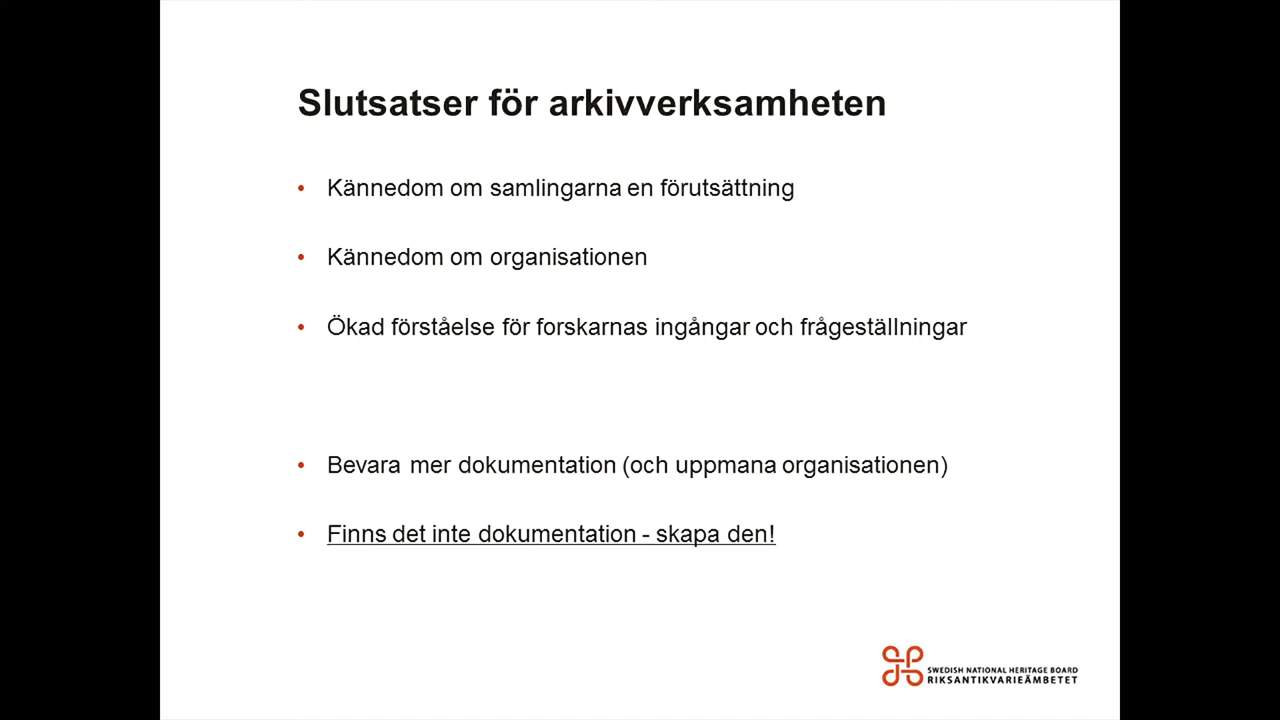 Slutsatser för arkivverksamheten
• Kännedom om samlingarna en förutsättning
• Kännedom om organisationen
• Ökad förståelse för forskarnas ingångar och frågeställningar
• Bevara mer dokumentation (och uppmana organisationen)
• Finns det inte dokumentation - skapa den!
SWEDISH NATIONAL HERITAGE BOARD
RIKSANTIKVARIEÄMBETET